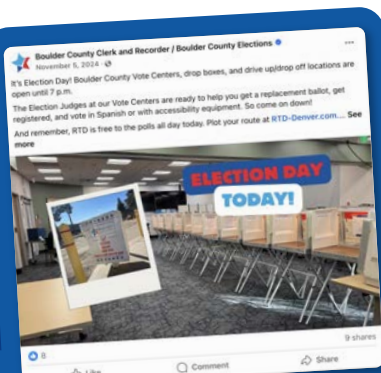 Boulder County Clerk and Recorder / Boulder County Elections
November 5, 2024 ·
It's Election Day! Boulder County Vote Centers, drop boxes, and drive up/drop off locations are
open until 7 p.m.
The Election Judges at our Vote Centers are ready to help you get a replacement ballot, get
registered, and vote in Spanish or with accessibility equipment. So come on down!
And remember, RTD is free to the polls all day today. Plot your route at RTD-Denver.com.... See
more
ELECTION DAY
TODAY!
8
9 shares
Like
Comment
Share